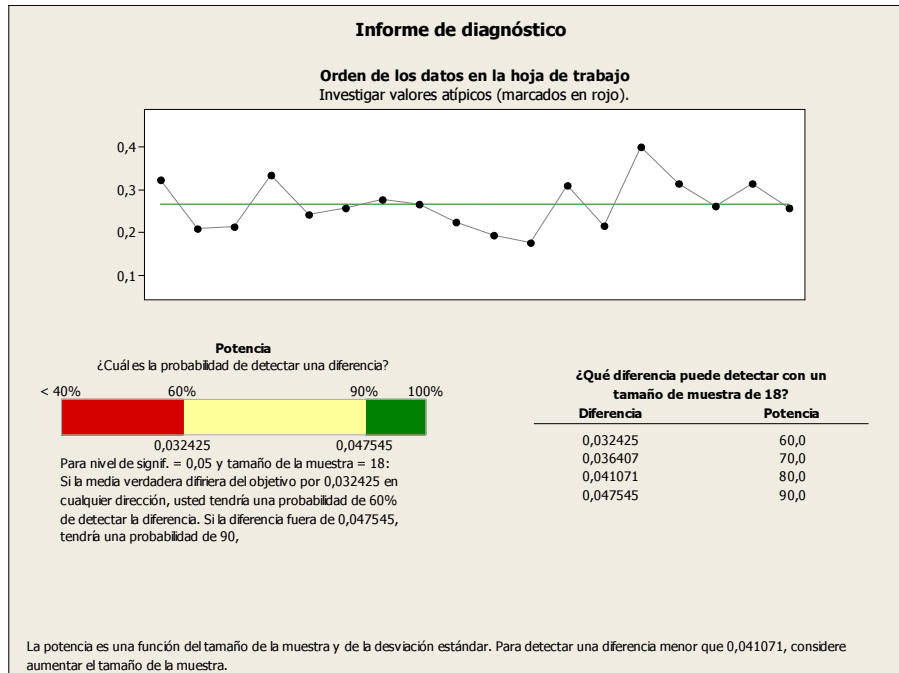 Informe de diagnóstico
Orden de los datos en la hoja de trabajo
Investigar valores atípicos (marcados en rojo).
0,4
0,3
0,2
0,1
Potencia
¿Cuál es la probabilidad de detectar una diferencia?
< 40% 60% 90% 100%
0,032425 0,047545
Para nivel de signif. = 0,05 y tamaño de la muestra = 18:
Si la media verdadera difiriera del objetivo por 0,032425 en
cualquier dirección, usted tendría una probabilidad de 60%
de detectar la diferencia. Si la diferencia fuera de 0,047545,
tendría una probabilidad de 90,
¿Qué diferencia puede detectar con un
tamaño de muestra de 18?
Diferencia Potencia
0,032425 60,0
0,036407 70,0
0,041071 80,0
0,047545 90,0
La potencia es una función del tamaño de la muestra y de la desviación estándar. Para detectar una diferencia menor que 0,041071, considere
aumentar el tamaño de la muestra.